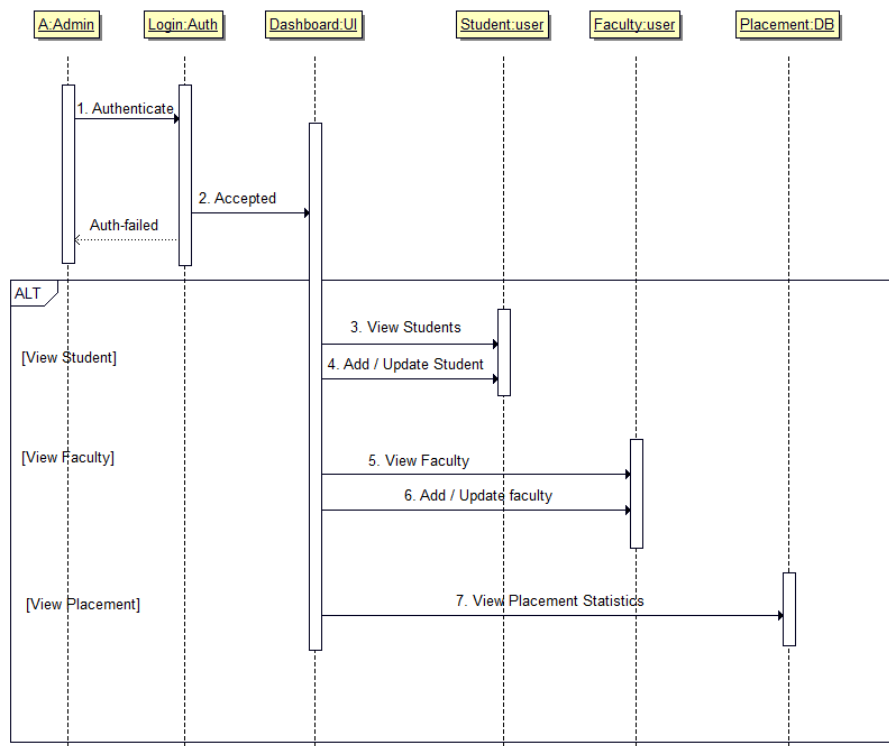 A:Admin
Login:Auth
Dashboard:UI
Student:user
Faculty:user
Placement:DB
1. Authenticate
2. Accepted
Auth-failed
ALT
3. View Students
[View Student]
4. Add / Update Student
[View Faculty]
5. View Faculty
6. Add / Update faculty
[View Placement]
7. View Placement Statistics